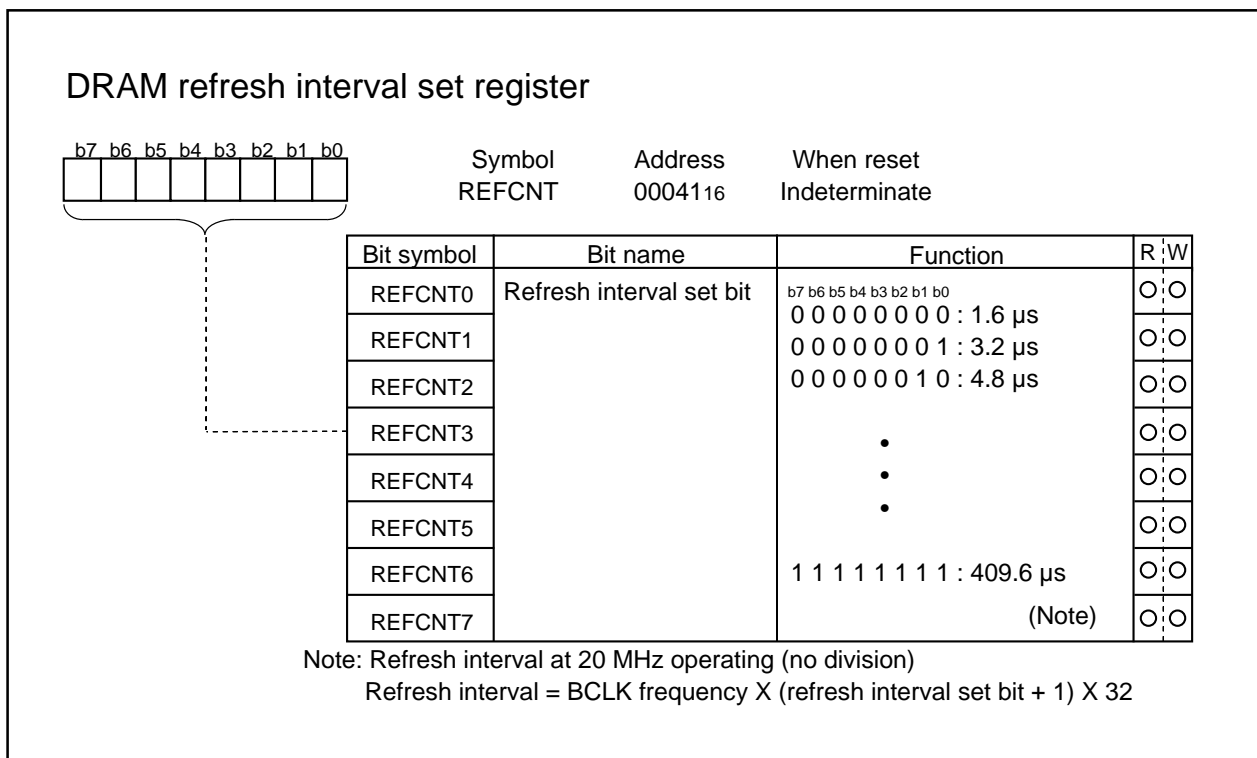 DRAM refresh interval set register
b7 b6 b5 b4 b3 b2 b1 b0
Symbol Address When reset
REFCNT 0004116 Indeterminate
Bit symbol Bit name Function R W
REFCNT0 Refresh interval set bit b7 b6 b5 b4 b3 b2 b1 b0
0 0 0 0 0 0 0 0 : 1.6 µs
REFCNT1
0 0 0 0 0 0 0 1 : 3.2 µs
REFCNT2 0 0 0 0 0 0 1 0 : 4.8 µs
REFCNT3
REFCNT4
REFCNT5
REFCNT6 1 1 1 1 1 1 1 1 : 409.6 µs
REFCNT7 (Note)
Note: Refresh interval at 20 MHz operating (no division)
Refresh interval = BCLK frequency X (refresh interval set bit + 1) X 32